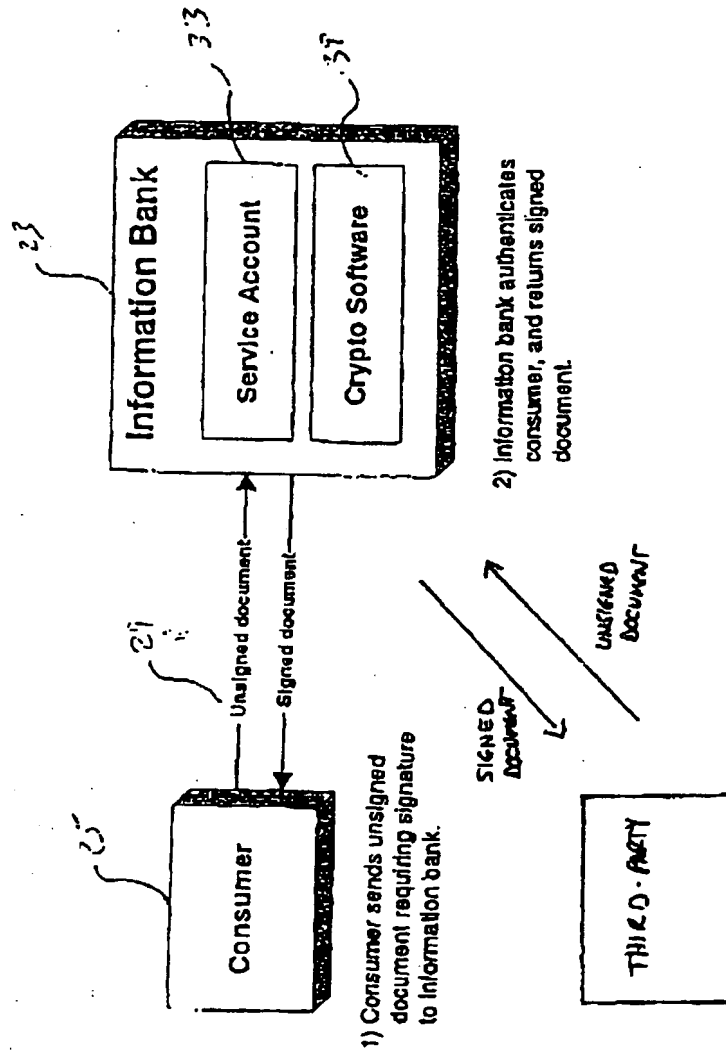 23
Information Bank
33
Service Account
Crypto Software
25
Consumer
Unsigned document
Signed document
1) Consumer sends unsigned
document requiring signature
to Information bank.
2) Information bank authenticates
consumer, and returns signed
document.
SIGNED
DOCUMENT
UNSIGNED
DOCUMENT
THIRD-PARTY